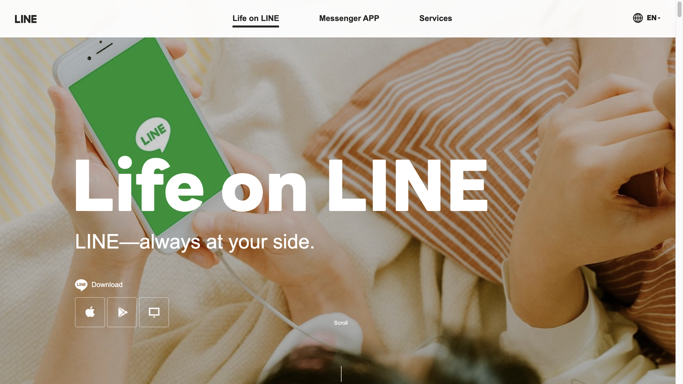 LINE
Life on LINE
Messenger APP
Services
EN
LINE
Life on LINE
LINE—always at your side.
LINE
Download
Scroll